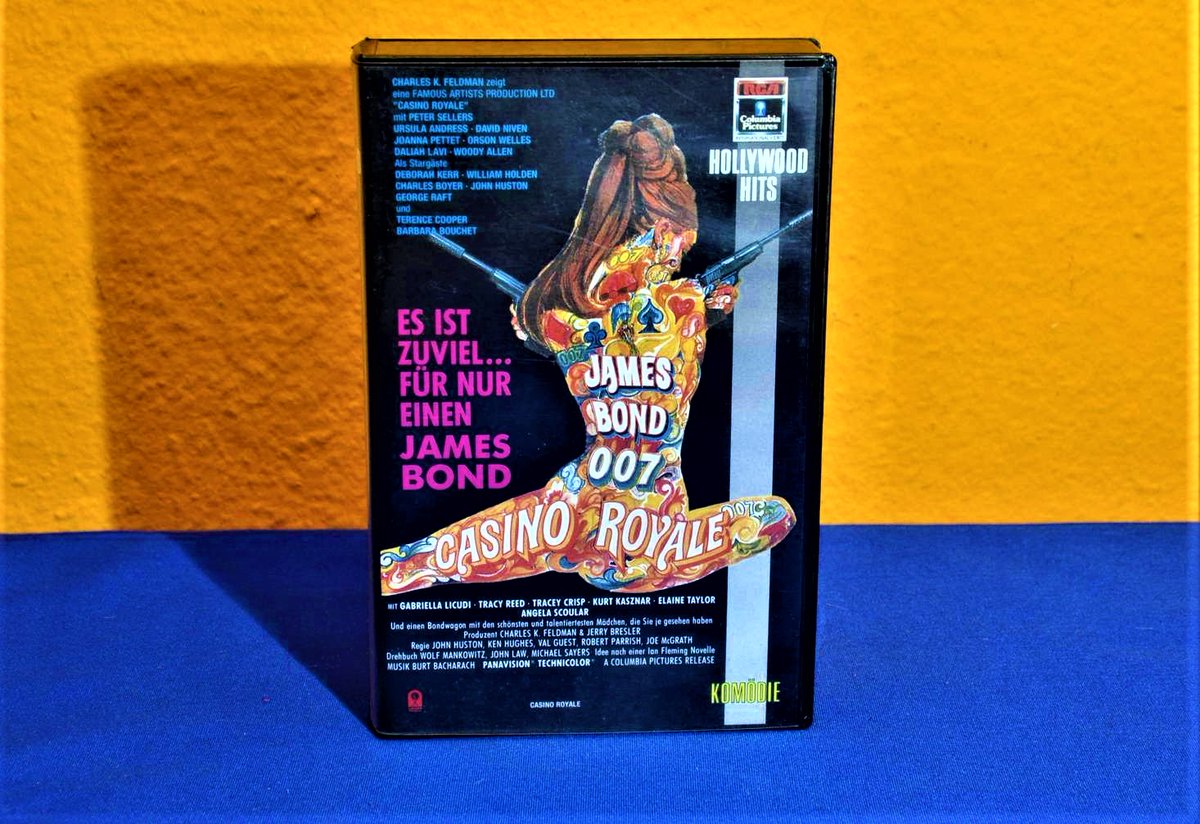 CHARLES K. FELDMAN zeigt
eine FAMOUS ARTISTS PRODUCTION LTD
"CASINO ROYALE"
mit PETER SELLERS
URSULA ANDRESS · DAVID NIVEN
JOANNA PETTET · ORSON WELLES
DALIAH LAVI · WOODY ALLEN
Als Stargäste
DEBORAH KERR · WILLIAM HOLDEN
CHARLES BOYER · JOHN HUSTON
GEORGE RAFT
und
TERENCE COOPER
BARBARA BOUCHET
RCA
Columbia
Pictures
HOLLYWOOD
HITS
ES IST
ZUVIEL...
FÜR NUR
EINEN
JAMES
BOND
007
007
JAMES
BOND
007
CASINO ROYALE
007
MIT GABRIELLA LICUDI · TRACY REED · TRACEY CRISP · KURT KASZNAR · ELAINE TAYLOR
ANGELA SCOULAR
Und einen Bondwagon mit den schönsten und talentiertesten Mädchen, die Sie je gesehen haben
Produzent CHARLES K. FELDMAN & JERRY BRESLER
Regie JOHN HUSTON, KEN HUGHES, VAL GUEST, ROBERT PARRISH, JOE McGRATH
Drehbuch WOLF MANKOWITZ, JOHN LAW, MICHAEL SAYERS Idee nach einer Ian Fleming Novelle
MUSIK BURT BACHARACH PANAVISION® TECHNICOLOR® A COLUMBIA PICTURES RELEASE
KOMÖDIE
CASINO ROYALE